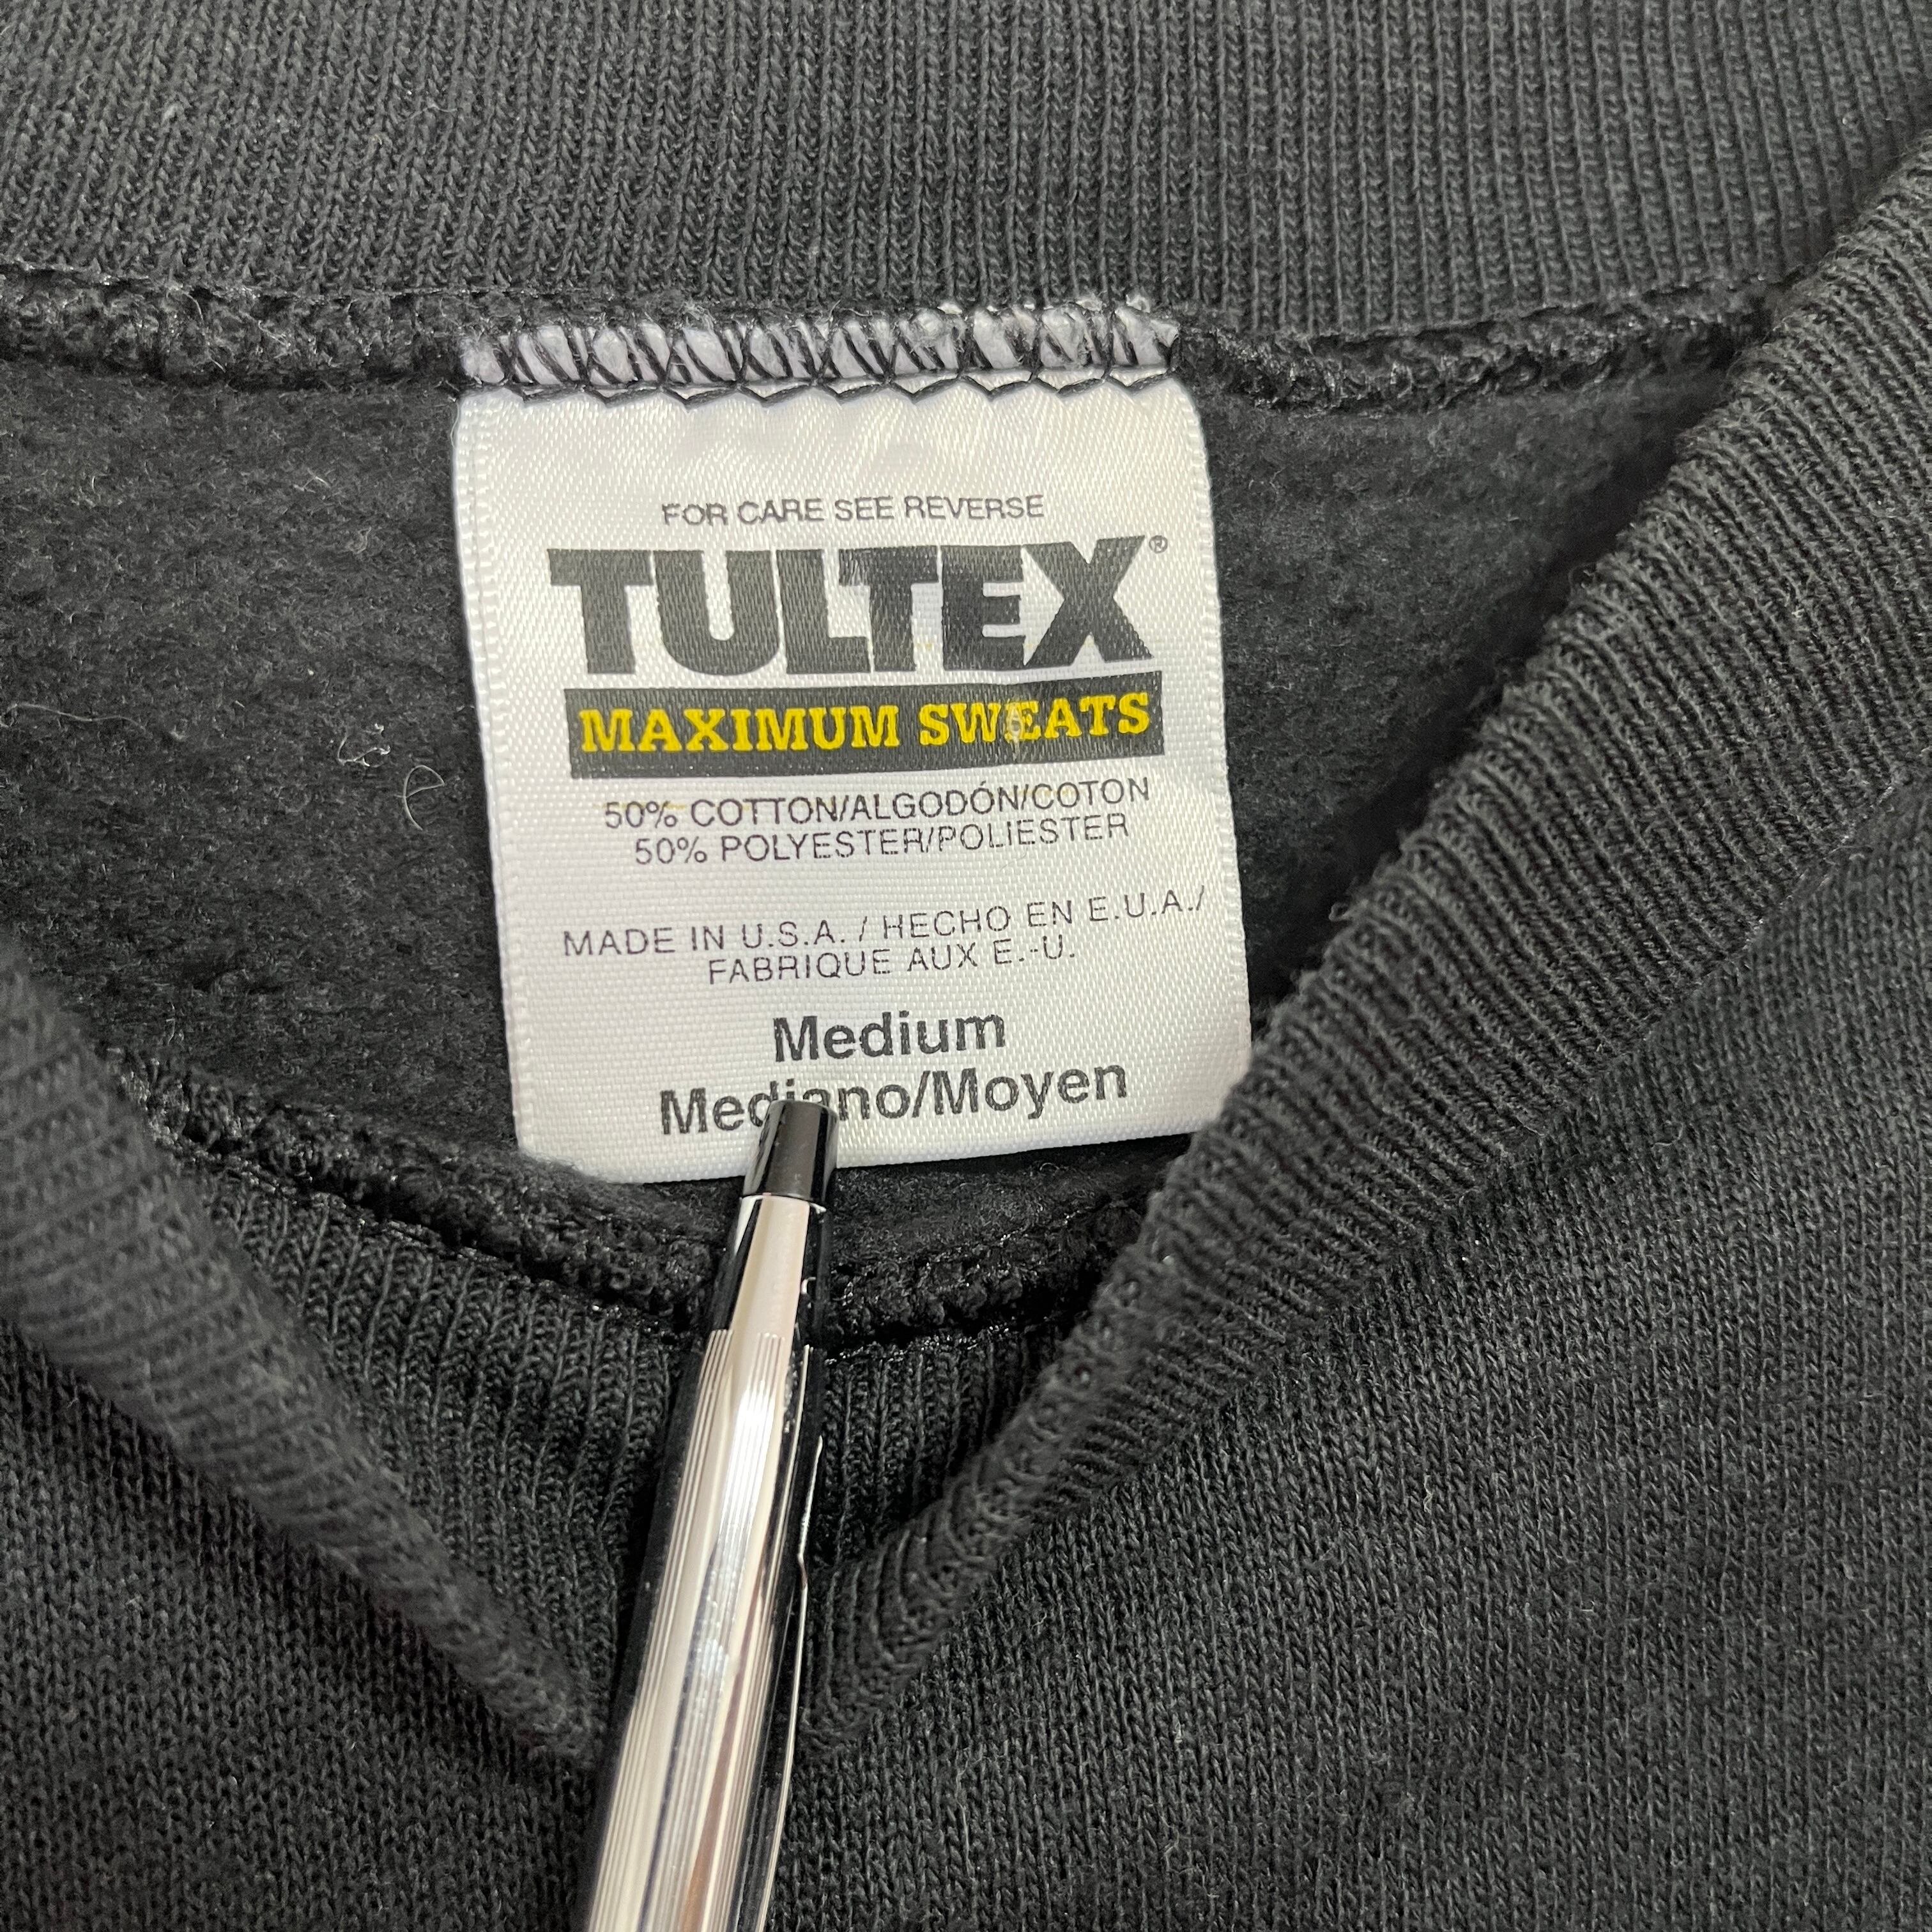 FOR CARE SEE REVERSE
TULTEX®
MAXIMUM SWEATS
50% COTTON/ALGODÓN/COTON
50% POLYESTER/POLIESTER
MADE IN U.S.A. / HECHO EN E.U.A./
FABRIQUE AUX E.-U.
Medium
Mediano/Moyen